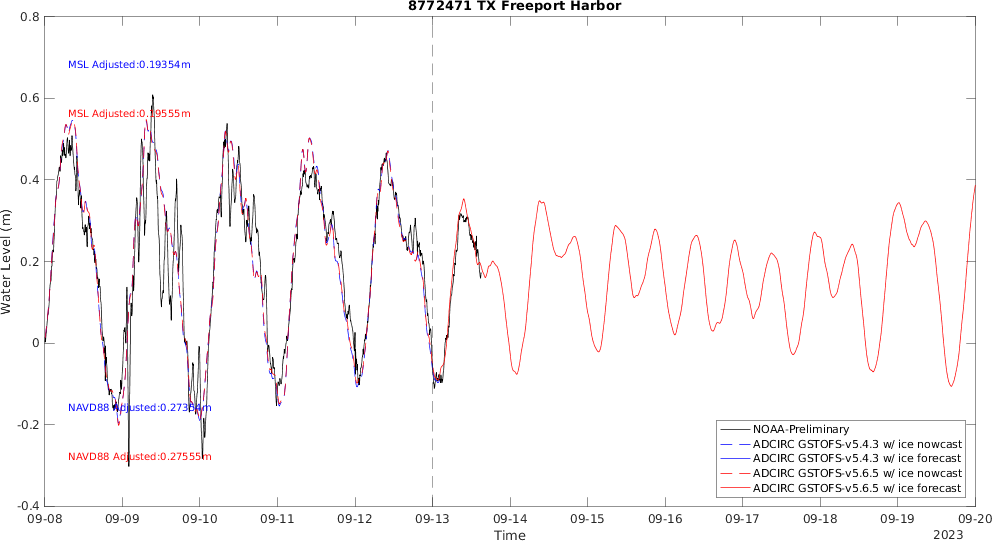 8772471 TX Freeport Harbor
0.8
0.6
0.4
0.2
0
-0.2
-0.4
Water Level (m)
MSL Adjusted:0.19354m
MSL Adjusted:0.19555m
NAVD88 Adjusted:0.27354m
NAVD88 Adjusted:0.27555m
NOAA-Preliminary
ADCIRC GSTOFS-v5.4.3 w/ ice nowcast
ADCIRC GSTOFS-v5.4.3 w/ ice forecast
ADCIRC GSTOFS-v5.6.5 w/ ice nowcast
ADCIRC GSTOFS-v5.6.5 w/ ice forecast
09-08 09-09 09-10 09-11 09-12 09-13 09-14 09-15 09-16 09-17 09-18 09-19 09-20
Time
2023